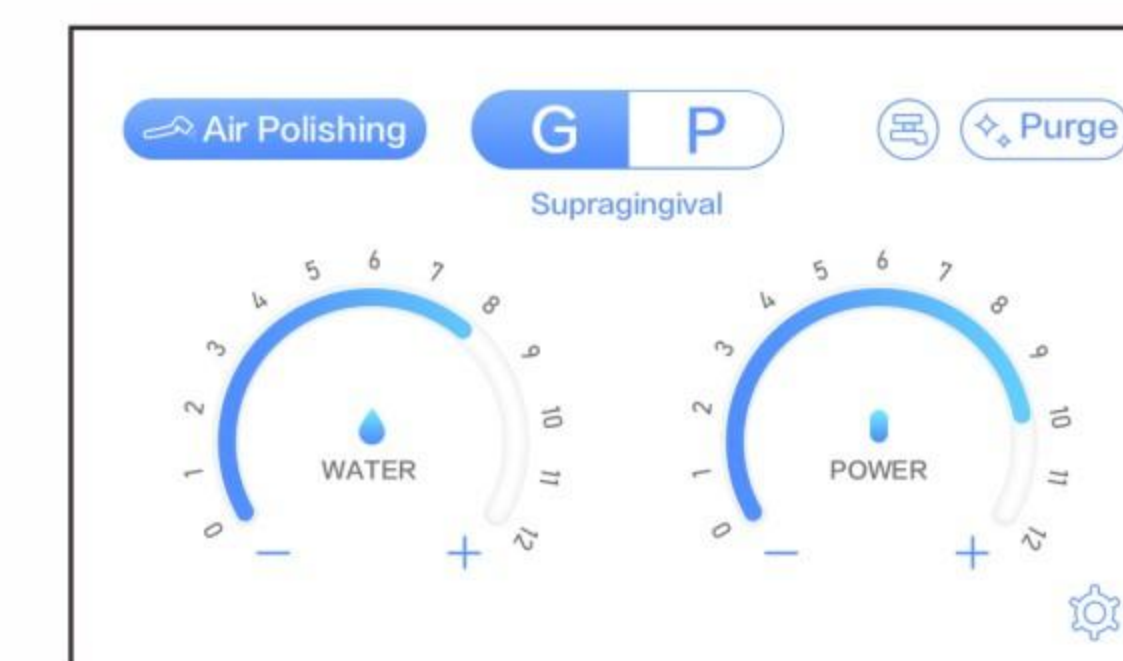 Air Polishing
G P
Purge
Supragingival
0 1 2 3 4 5 6 7 8 9 10 11 12
WATER
− +
0 1 2 3 4 5 6 7 8 9 10 11 12
POWER
− +